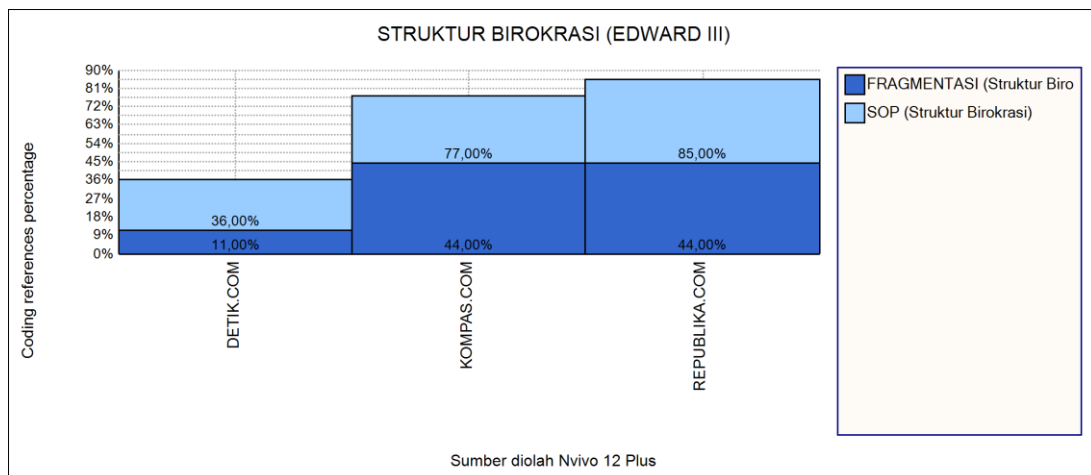 STRUKTUR BIROKRASI (EDWARD III)
90%
81%
72%
63%
54%
45%
36%
27%
18%
9%
0%
Coding references percentage
77,00%
85,00%
36,00%
11,00%
44,00%
44,00%
DETIK.COM
KOMPAS.COM
REPUBLIKA.COM
FRAGMENTASI (Struktur Biro
SOP (Struktur Birokrasi)
Sumber diolah Nvivo 12 Plus